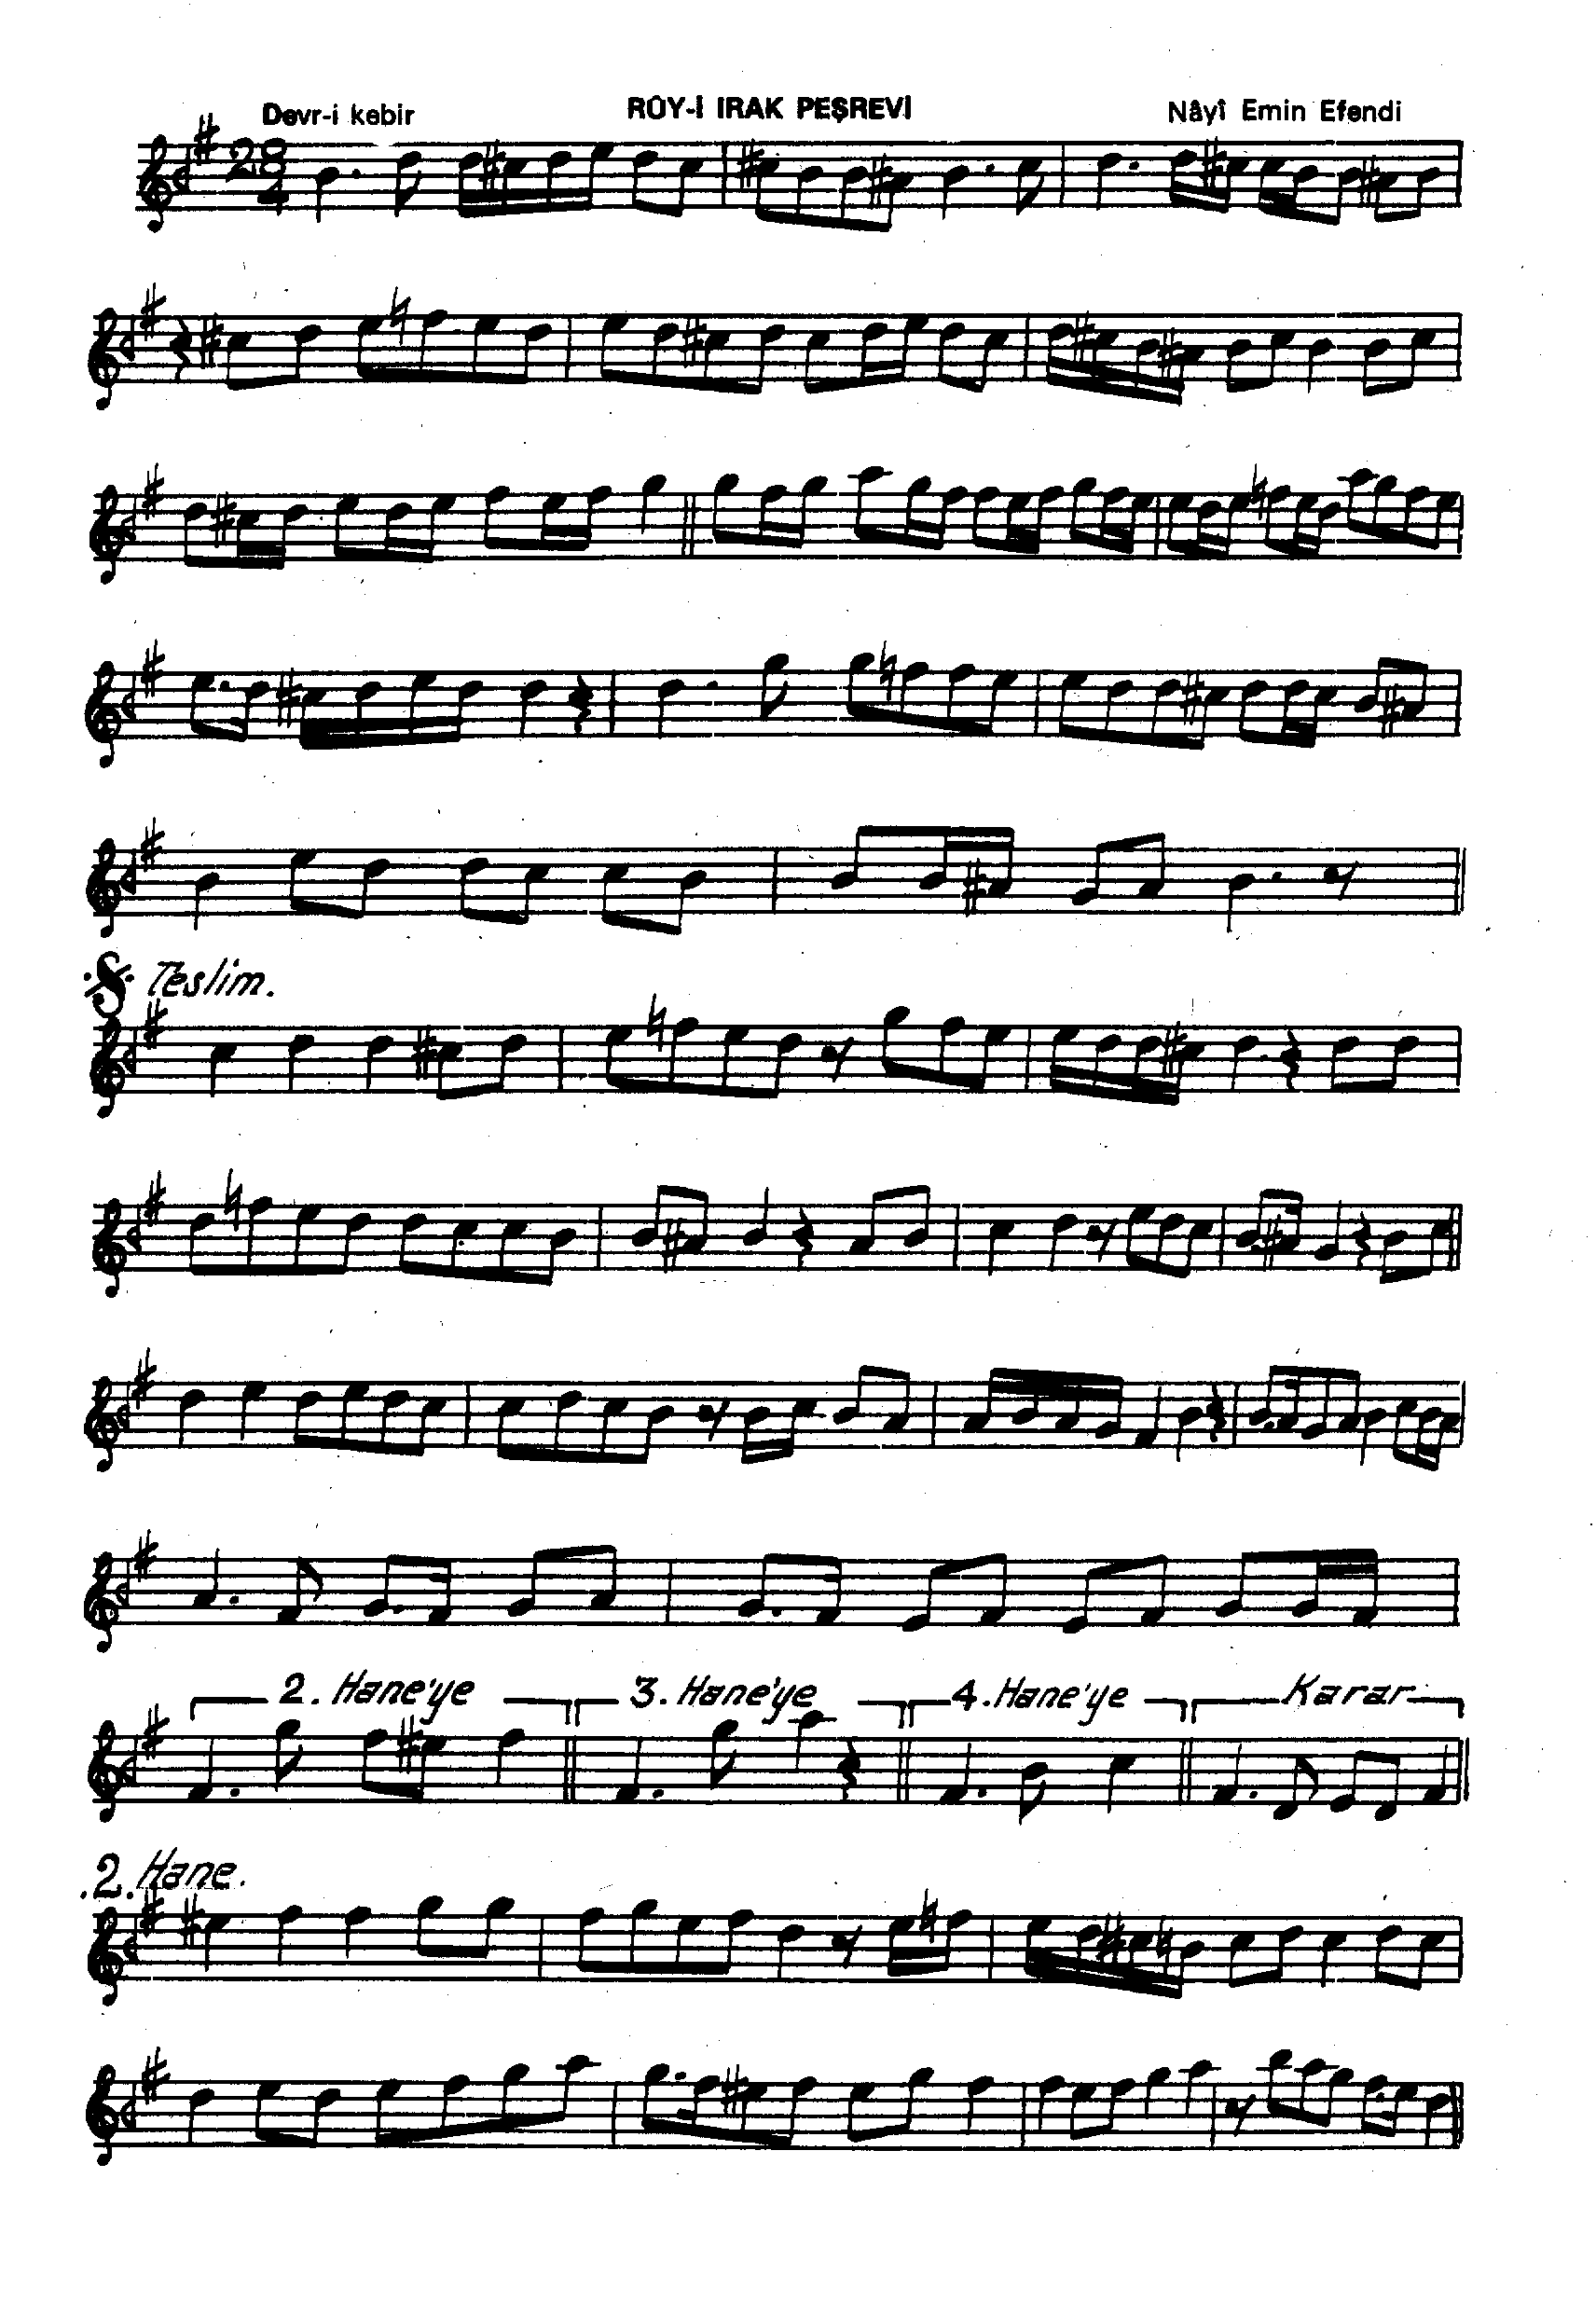 Devr-i kebir RÛY-İ IRAK PEŞREVİ Nâyî Emin Efendi
28
4
Teslim.
2. Hane'ye 3. Hane'ye 4. Hane'ye Karar
2. Hane.